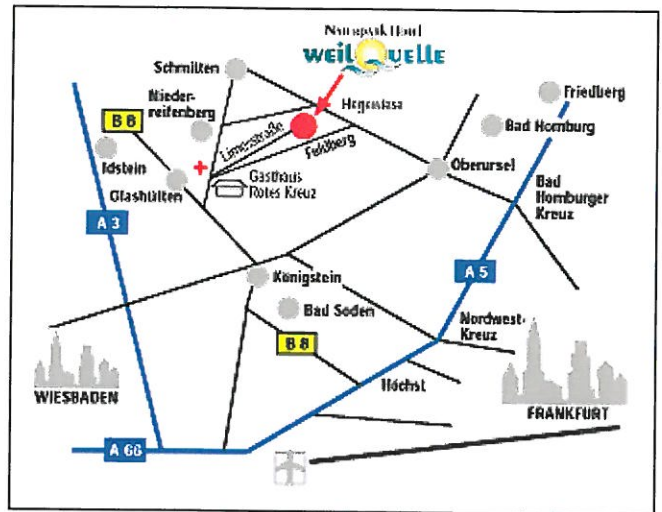 Naturpark Hotel
weilQuelle
Schmitten
Friedberg
Nieder-
reifenberg
Hegewiese
B 8
Bad Homburg
Limesstraße
Feldberg
Idstein
Gasthaus
Rotes Kreuz
Oberursel
Glashütten
Bad
Homburger
Kreuz
A 3
A 5
Königstein
Bad Soden
Nordwest-
Kreuz
B 8
Höchst
WIESBADEN
FRANKFURT
A 66